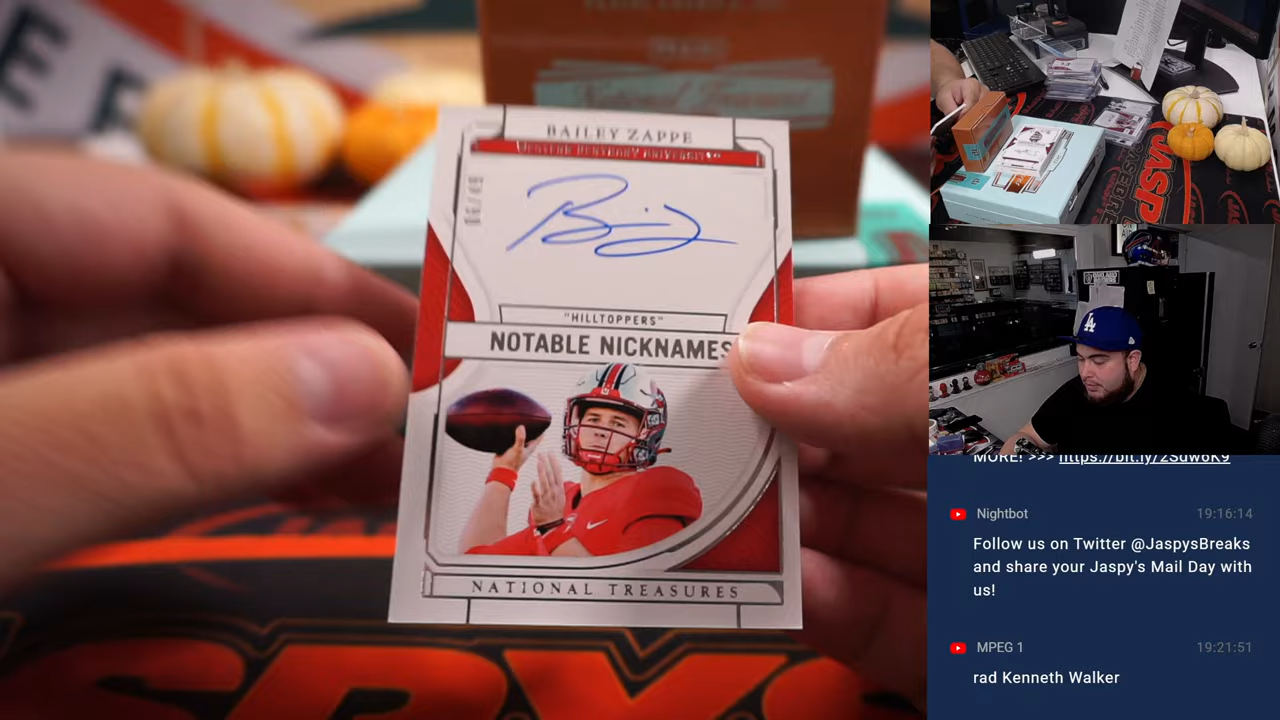 BAILEY ZAPPE
WESTERN KENTUCKY UNIVERSITY
"HILLTOPPERS"
NOTABLE NICKNAMES
NATIONAL TREASURES
National Treasures
MORE! >>> https://bit.ly/2Sdw6K9
Nightbot 19:16:14
Follow us on Twitter @JaspysBreaks
and share your Jaspy's Mail Day with
us!
MPEG 1 19:21:51
rad Kenneth Walker